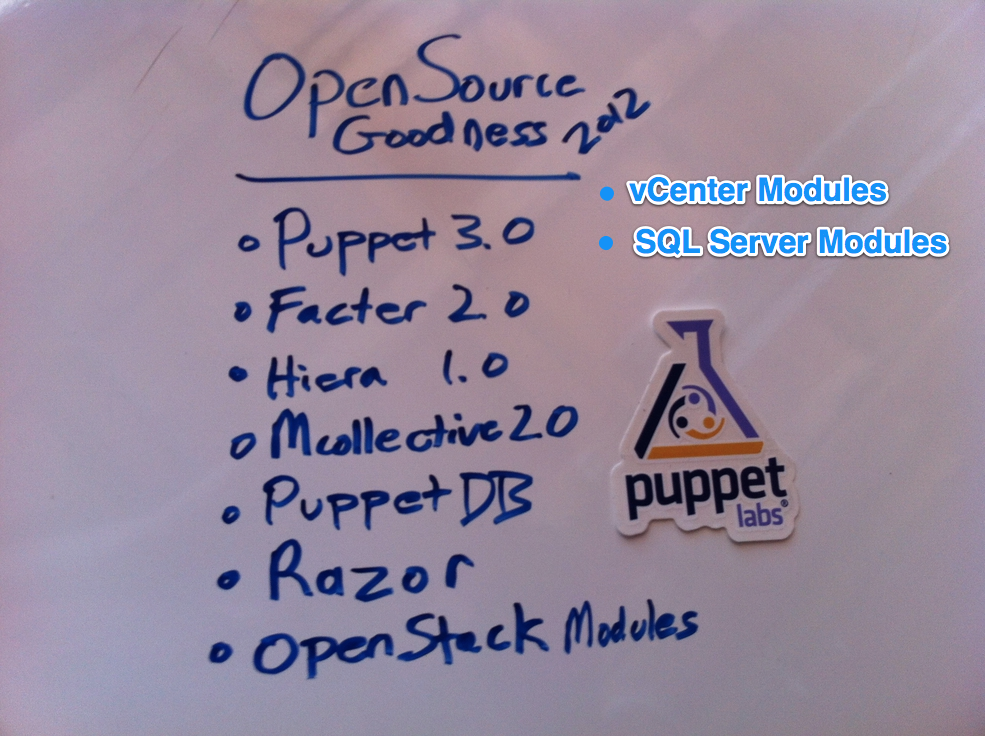 OpenSource
Goodness 2012
• vCenter Modules
• SQL Server Modules
• Puppet 3.0
• Facter 2.0
• Hiera 1.0
• Mcollective 2.0
• PuppetDB
• Razor
• OpenStack Modules
puppet
labs®